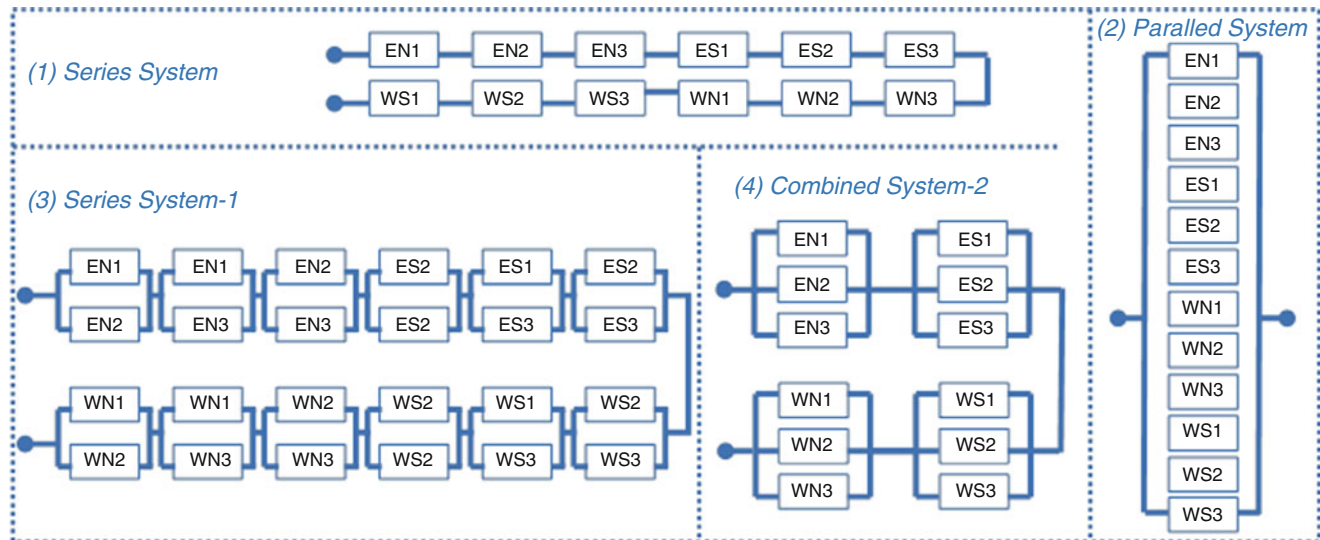 (1) Series System
EN1 EN2 EN3 ES1 ES2 ES3
WS1 WS2 WS3 WN1 WN2 WN3
(2) Paralled System
EN1
EN2
EN3
ES1
ES2
ES3
WN1
WN2
WN3
WS1
WS2
WS3
(3) Series System-1
EN1 EN1 EN2 ES2 ES1 ES2
EN2 EN3 EN3 ES2 ES3 ES3
WN1 WN1 WN2 WS2 WS1 WS2
WN2 WN3 WN3 WS2 WS3 WS3
(4) Combined System-2
EN1 ES1
EN2 ES2
EN3 ES3
WN1 WS1
WN2 WS2
WN3 WS3